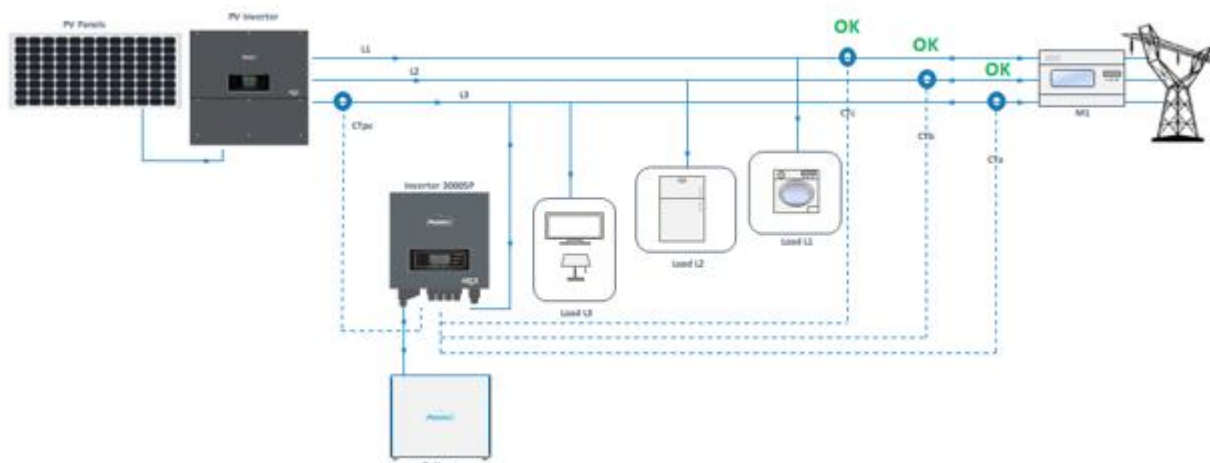 PV Panels
PV Inverter
OK
OK
OK
L1
L2
L3
CTpv
CTc
CTb
CTa
M1
Inverter 3000SP
Load L1
Load L2
Load L3